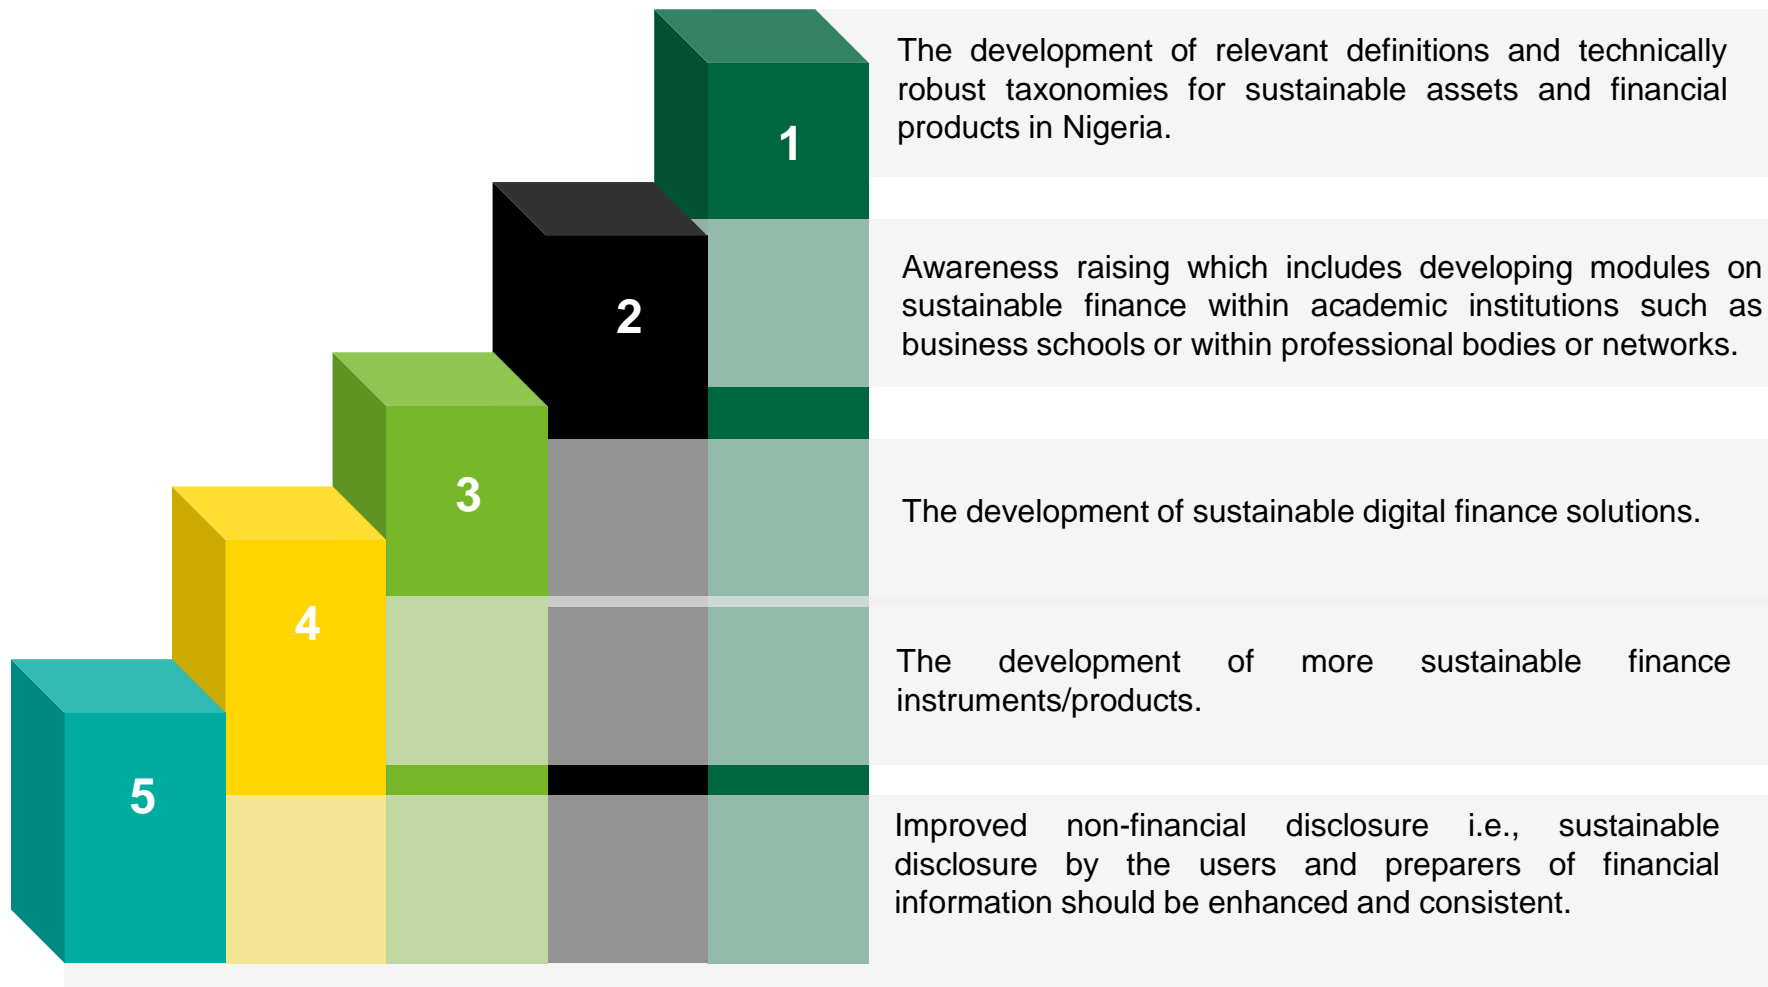 1
The development of relevant definitions and technically
robust taxonomies for sustainable assets and financial
products in Nigeria.
2
Awareness raising which includes developing modules on
sustainable finance within academic institutions such as
business schools or within professional bodies or networks.
3
The development of sustainable digital finance solutions.
4
The development of more sustainable finance
instruments/products.
5
Improved non-financial disclosure i.e., sustainable
disclosure by the users and preparers of financial
information should be enhanced and consistent.